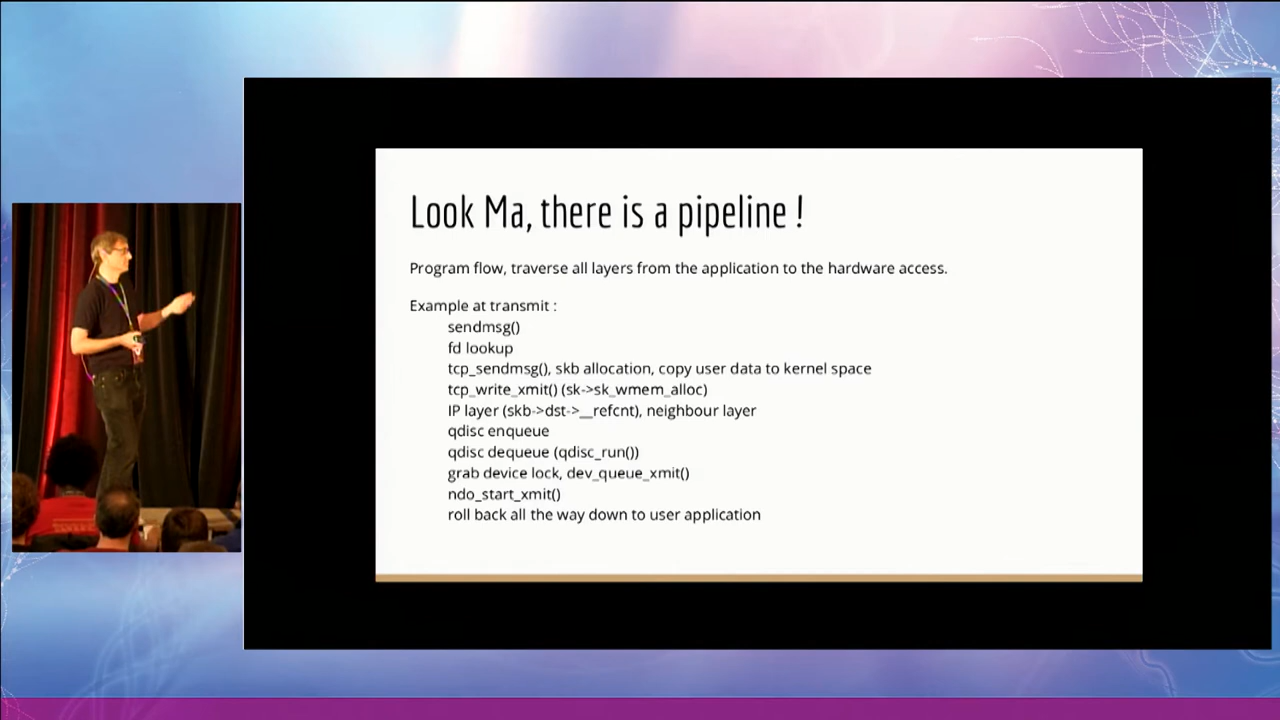 Look Ma, there is a pipeline !
Program flow, traverse all layers from the application to the hardware access.
Example at transmit :
sendmsg()
fd lookup
tcp_sendmsg(), skb allocation, copy user data to kernel space
tcp_write_xmit() (sk->sk_wmem_alloc)
IP layer (skb->dst->__refcnt), neighbour layer
qdisc enqueue
qdisc dequeue (qdisc_run())
grab device lock, dev_queue_xmit()
ndo_start_xmit()
roll back all the way down to user application